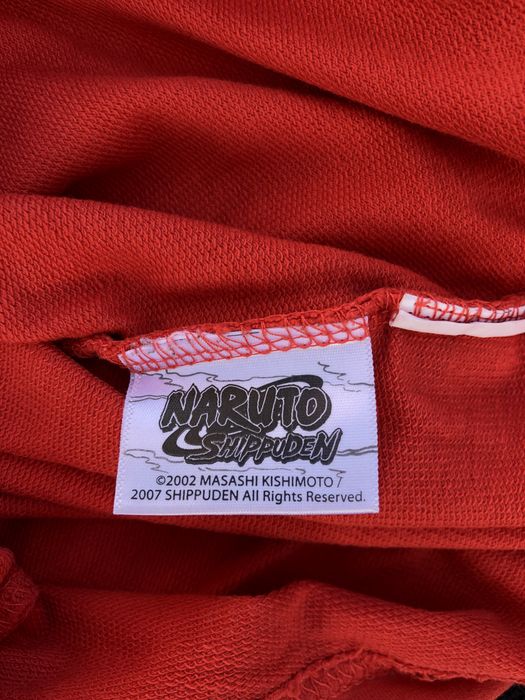 NARUTO
SHIPPUDEN
©2002 MASASHI KISHIMOTO /
2007 SHIPPUDEN All Rights Reserved.